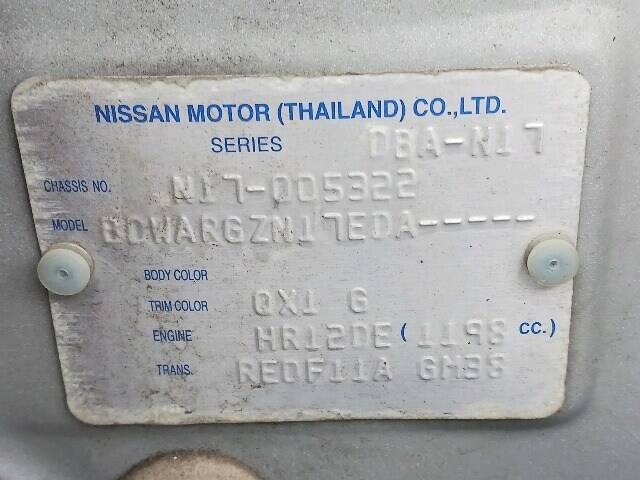 NISSAN MOTOR (THAILAND) CO.,LTD.
SERIES DBA-N17
CHASSIS NO. N17-005322
MODEL BDWARGZN17EDA-----
BODY COLOR
TRIM COLOR QX1 G
ENGINE HR12DE ( 1198 CC.)
TRANS. RE0F11A GM38